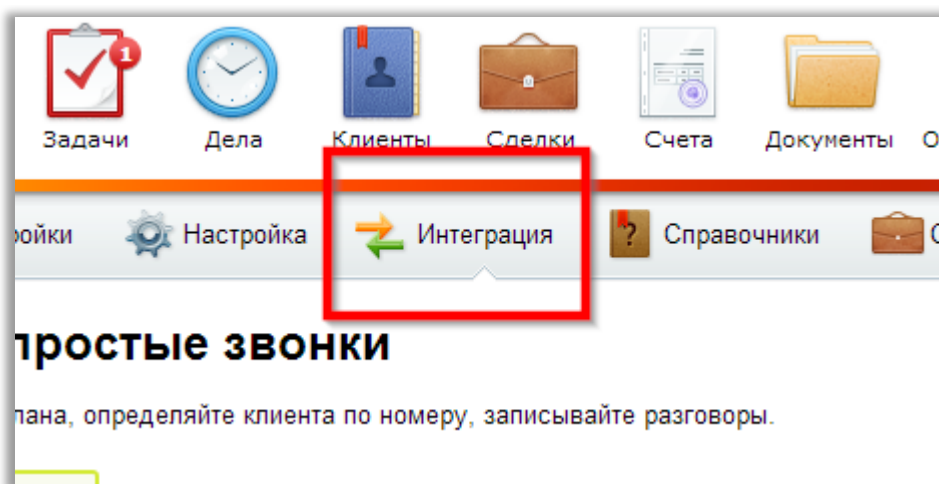 1
Задачи Дела Клиенты Сделки Счета Документы О
ройки Настройка Интеграция ? Справочники С
простые звонки
лана, определяйте клиента по номеру, записывайте разговоры.